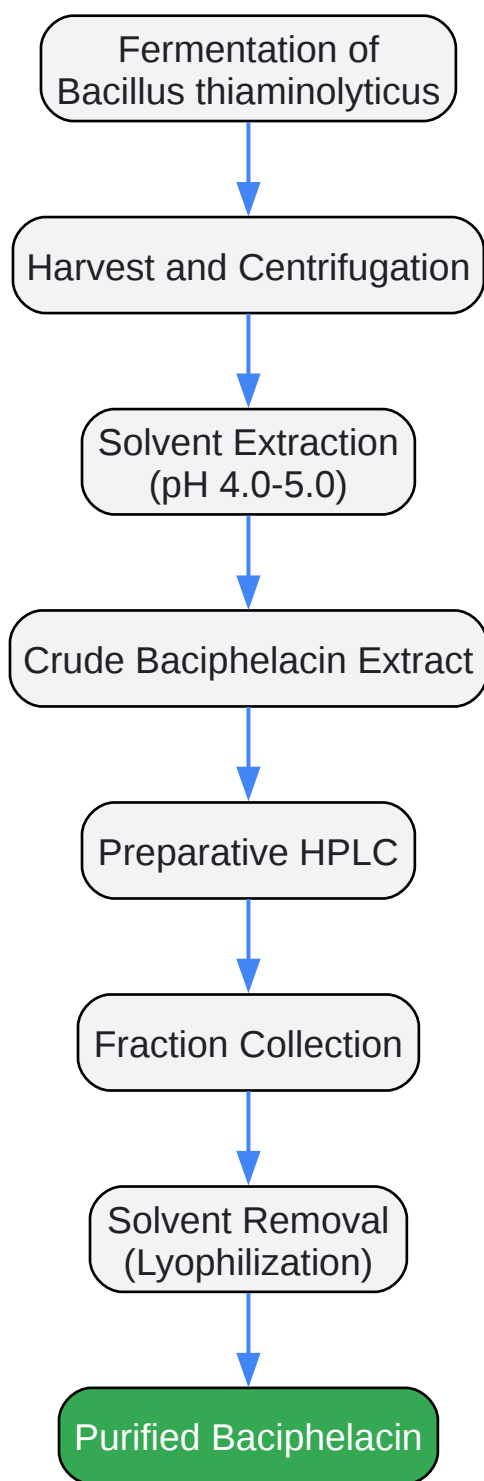 Fermentation of
Bacillus thiaminolyticus
Harvest and Centrifugation
Solvent Extraction
(pH 4.0-5.0)
Crude Baciphelacin Extract
Preparative HPLC
Fraction Collection
Solvent Removal
(Lyophilization)
Purified Baciphelacin